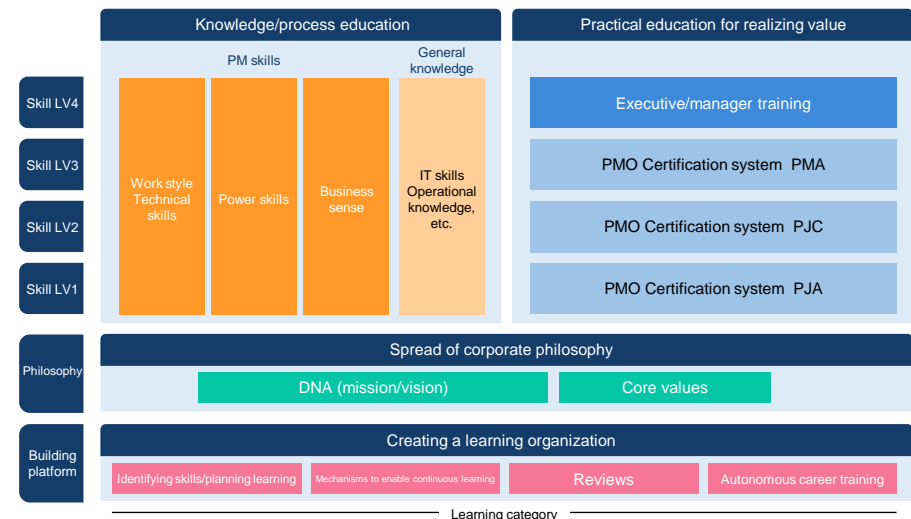 Knowledge/process education
Practical education for realizing value
PM skills
General
knowledge
Skill LV4
Executive/manager training
Skill LV3
PMO Certification system  PMA
Work style
Technical
skills
Power skills
Business
sense
IT skills
Operational
knowledge,
etc.
Skill LV2
PMO Certification system  PJC
Skill LV1
PMO Certification system  PJA
Philosophy
Spread of corporate philosophy
DNA (mission/vision)
Core values
Building
platform
Creating a learning organization
Identifying skills/planning learning
Mechanisms to enable continuous learning
Reviews
Autonomous career training
Learning category